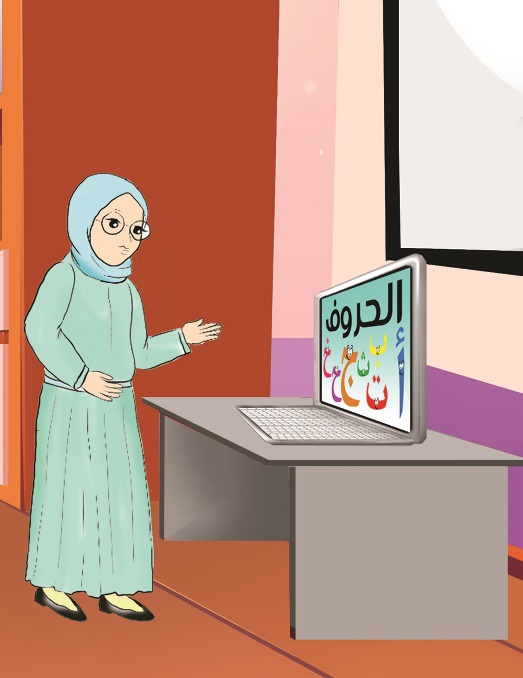 الحروف
أ ب ت ث ج ح خ